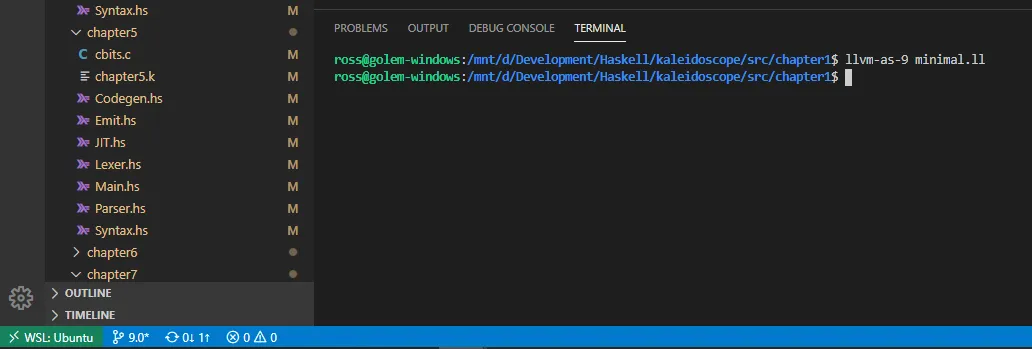 Syntax.hs M
chapter5
cbits.c M
chapter5.k M
Codegen.hs M
Emit.hs M
JIT.hs M
Lexer.hs M
Main.hs M
Parser.hs M
Syntax.hs M
chapter6
chapter7
OUTLINE
TIMELINE
PROBLEMS OUTPUT DEBUG CONSOLE TERMINAL
ross@golem-windows:/mnt/d/Development/Haskell/kaleidoscope/src/chapter1$ llvm-as-9 minimal.ll
ross@golem-windows:/mnt/d/Development/Haskell/kaleidoscope/src/chapter1$
WSL: Ubuntu 9.0* 0↓ 1↑ 0 0